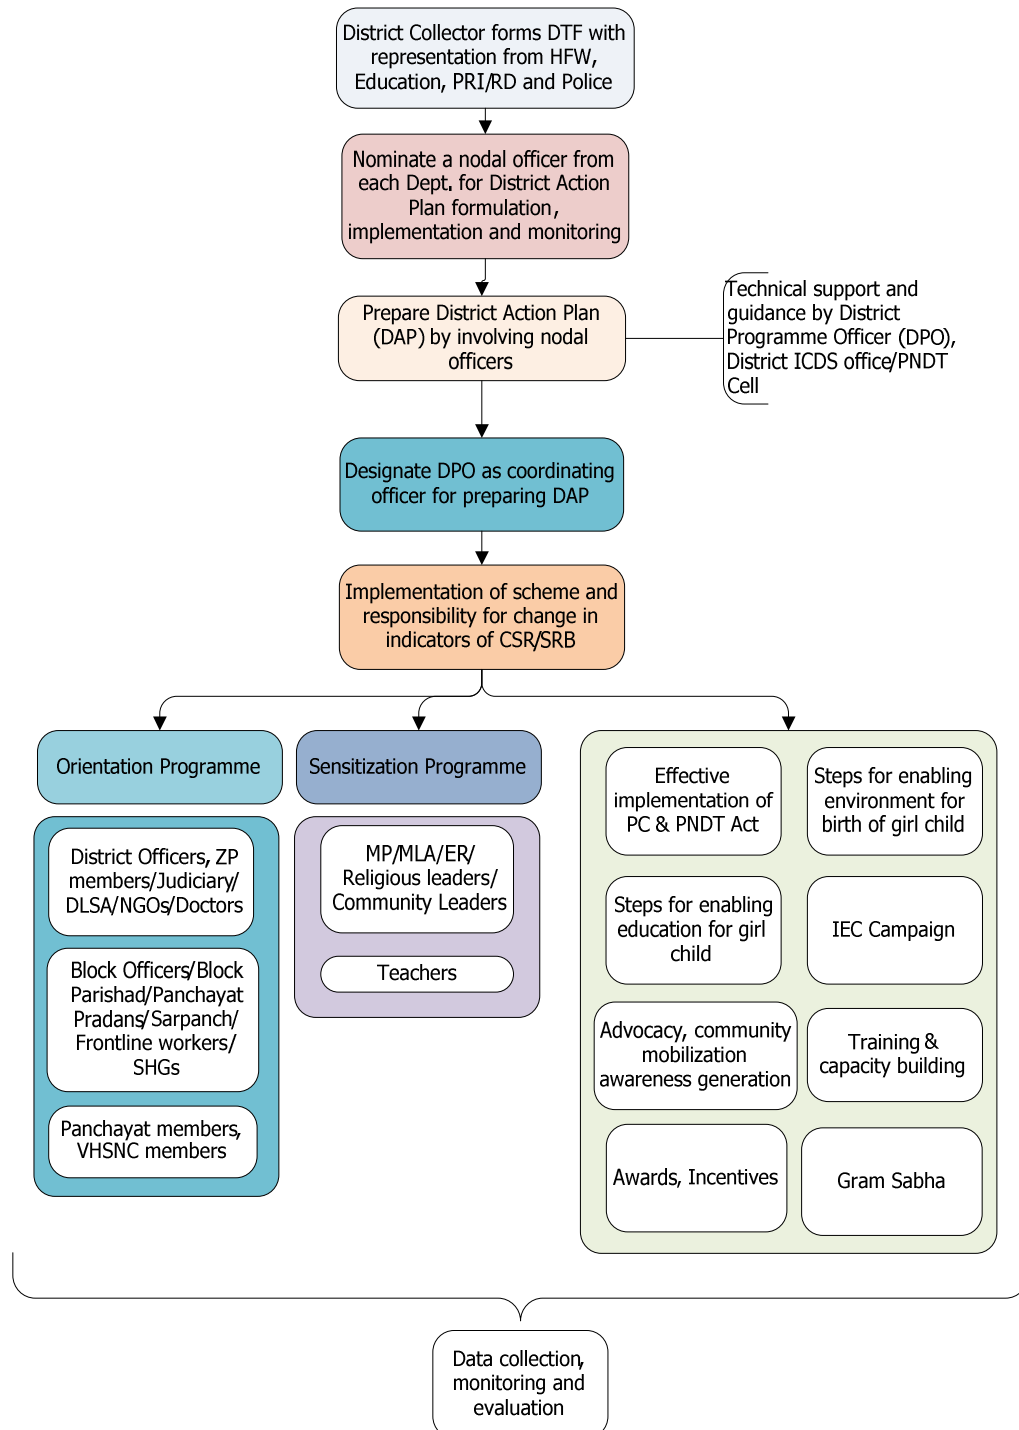 District Collector forms DTF with
representation from HFW,
Education, PRI/RD and Police
Nominate a nodal officer from
each Dept. for District Action
Plan formulation,
implementation and monitoring
Prepare District Action Plan
(DAP) by involving nodal
officers
Technical support and
guidance by District
Programme Officer (DPO),
District ICDS office/PNDT
Cell
Designate DPO as coordinating
officer for preparing DAP
Implementation of scheme and
responsibility for change in
indicators of CSR/SRB
Orientation Programme
District Officers, ZP
members/Judiciary/
DLSA/NGOs/Doctors
Block Officers/Block
Parishad/Panchayat
Pradans/Sarpanch/
Frontline workers/
SHGs
Panchayat members,
VHSNC members
Sensitization Programme
MP/MLA/ER/
Religious leaders/
Community Leaders
Teachers
Effective
implementation of
PC & PNDT Act
Steps for enabling
environment for
birth of girl child
Steps for enabling
education for girl
child
IEC Campaign
Advocacy, community
mobilization
awareness generation
Training &
capacity building
Awards, Incentives
Gram Sabha
Data collection,
monitoring and
evaluation